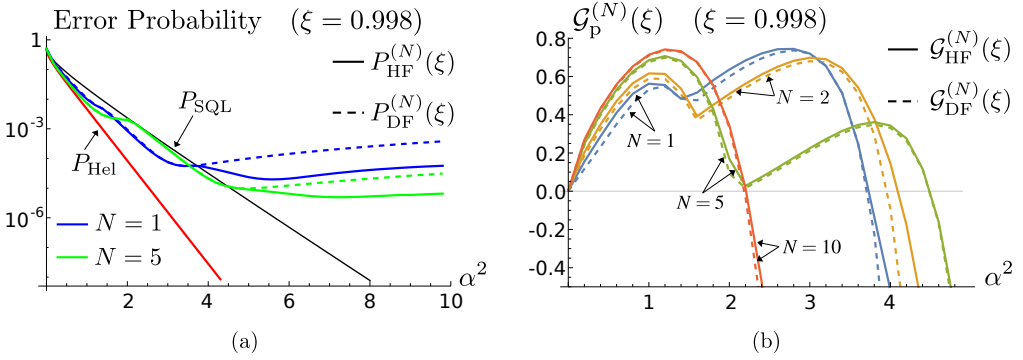 Error Probability (ξ = 0.998)
1
10⁻³
10⁻⁶
P_HF^(N)(ξ)
P_DF^(N)(ξ)
P_SQL
P_Hel
N = 1
N = 5
2 4 6 8 10
α²
(a)
𝒢_p^(N)(ξ) (ξ = 0.998)
0.8
0.6
0.4
0.2
0.0
-0.2
-0.4
𝒢_HF^(N)(ξ)
𝒢_DF^(N)(ξ)
N = 1
N = 2
N = 5
N = 10
1 2 3 4
α²
(b)